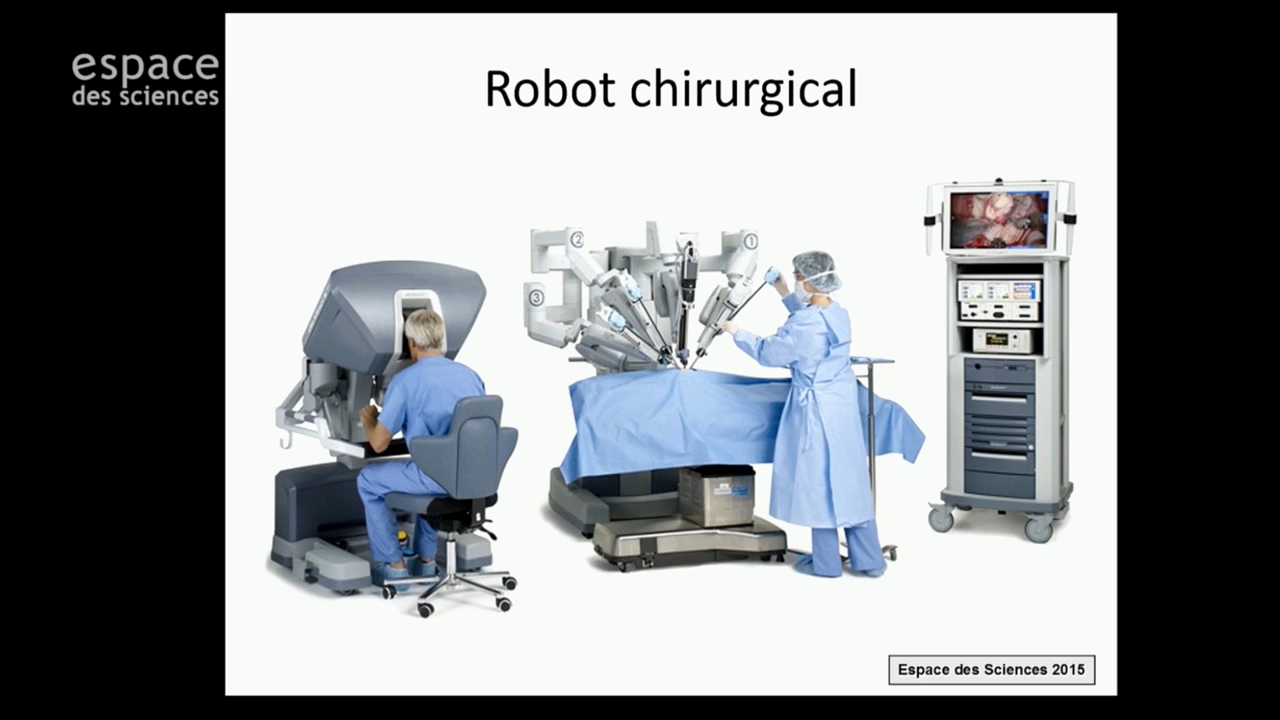 espace
des sciences
Robot chirurgical
2
1
3
Espace des Sciences 2015